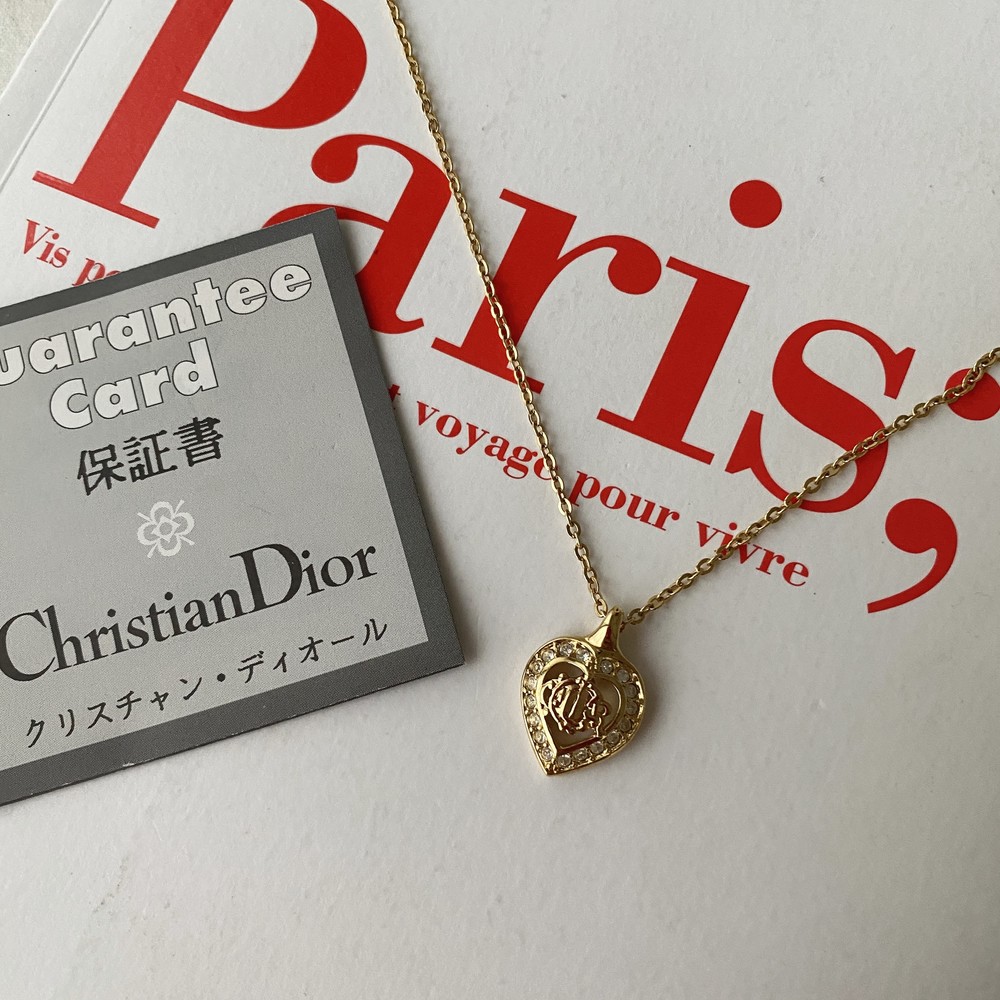 Paris;
Vis p
t voyage pour vivre
uarantee
Card
保証書
ChristianDior
クリスチャン・ディオール